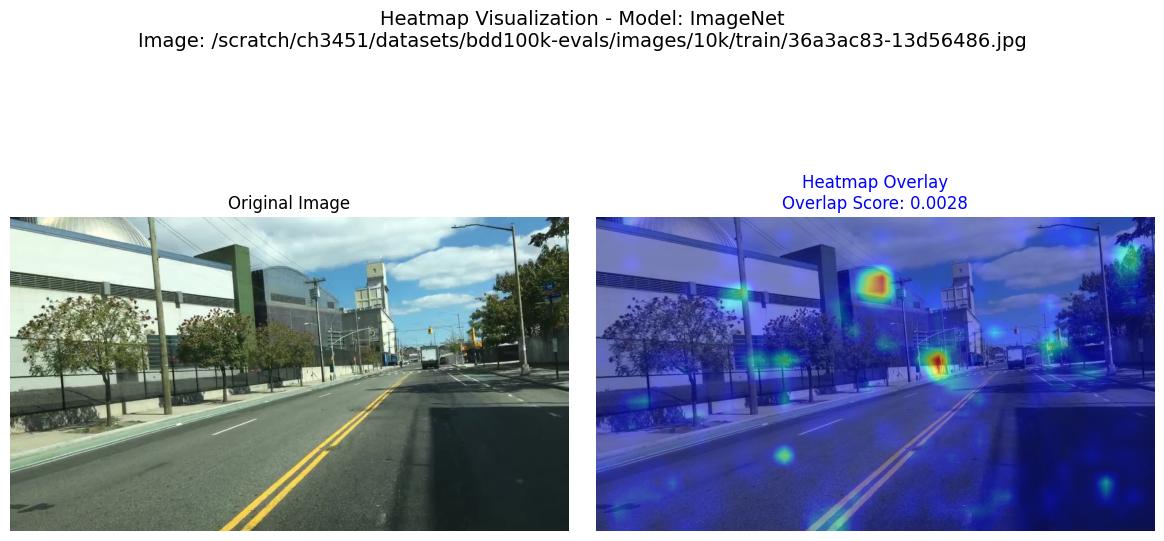 Heatmap Visualization - Model: ImageNet
Image: /scratch/ch3451/datasets/bdd100k-evals/images/10k/train/36a3ac83-13d56486.jpg
Original Image
Heatmap Overlay
Overlap Score: 0.0028